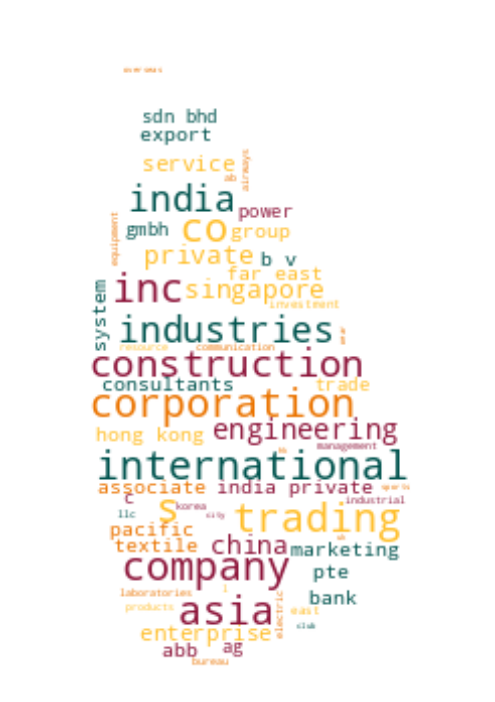 overseas
sdn bhd
export
service
airways
ab
india
power
equipment
gmbh
co
group
private
b v
far east
system
inc
singapore
investment
industries
resource
communication
construction
consultants
trade
corporation
hong kong
engineering
management
international
associate
india private
sports
c
industrial
llc
s
korea
city
trading
pacific
textile
china
marketing
company
pte
laboratories
l
bank
products
asia
electric
east
club
enterprise
abb
ag
bureau